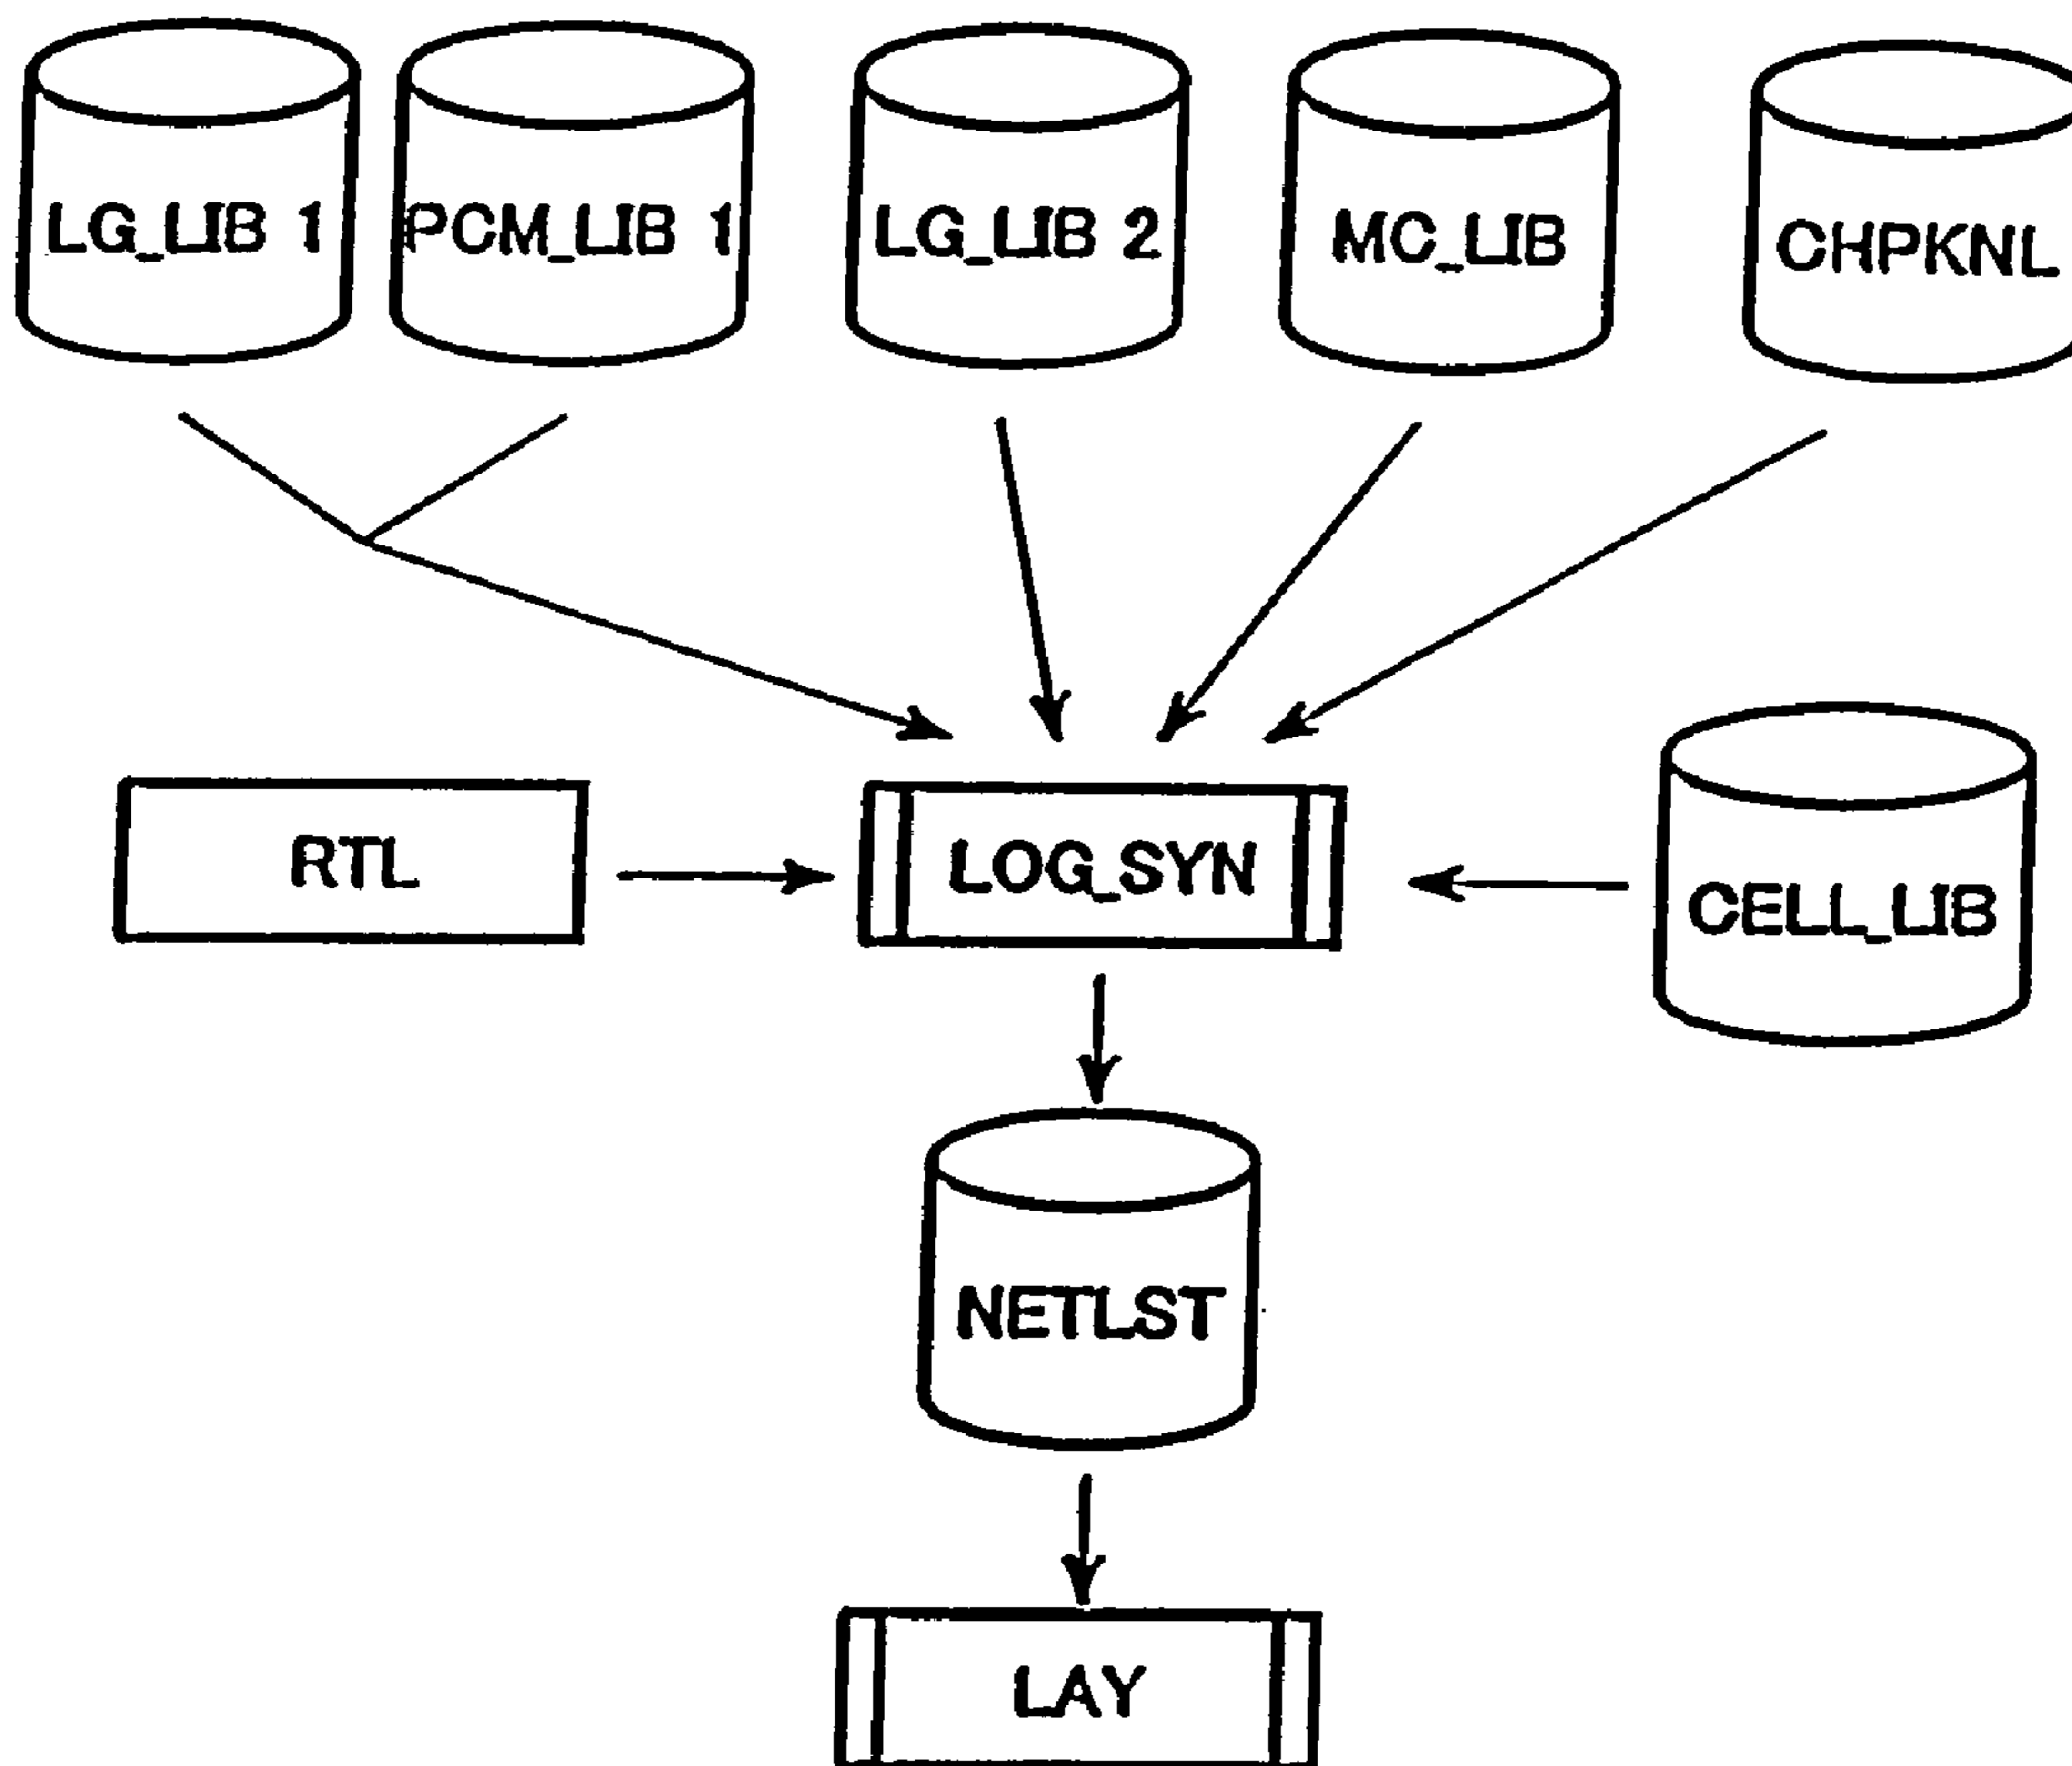 LG_LIB 1
PCM_LIB 1
LG_LIB 2
MC_LIB
CHPKNL
RTL
LOG_SYN
CELL_LIB
NETLST
LAY